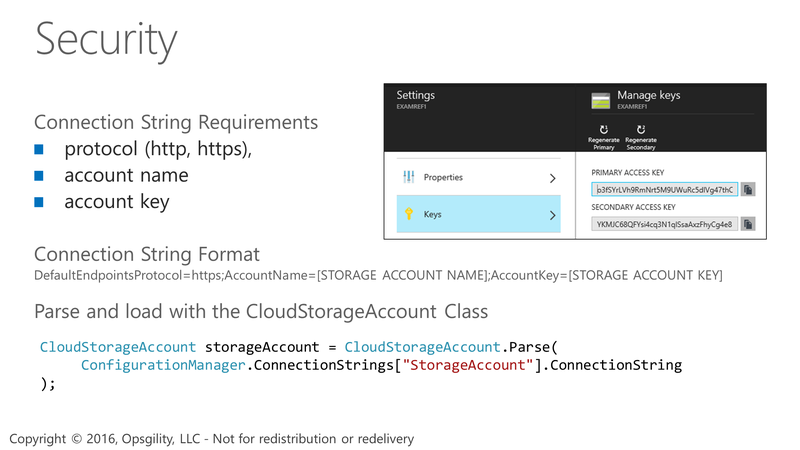 Security
Connection String Requirements
protocol (http, https),
account name
account key
Settings
EXAMREF1
Properties
Keys
Manage keys
EXAMREF1
Regenerate Primary
Regenerate Secondary
PRIMARY ACCESS KEY
SECONDARY ACCESS KEY
Connection String Format
DefaultEndpointsProtocol=https;AccountName=[STORAGE ACCOUNT NAME];AccountKey=[STORAGE ACCOUNT KEY]
Parse and load with the CloudStorageAccount Class
CloudStorageAccount storageAccount = CloudStorageAccount.Parse(
ConfigurationManager.ConnectionStrings["StorageAccount"].ConnectionString
);
Copyright © 2016, Opsgility, LLC - Not for redistribution or redelivery